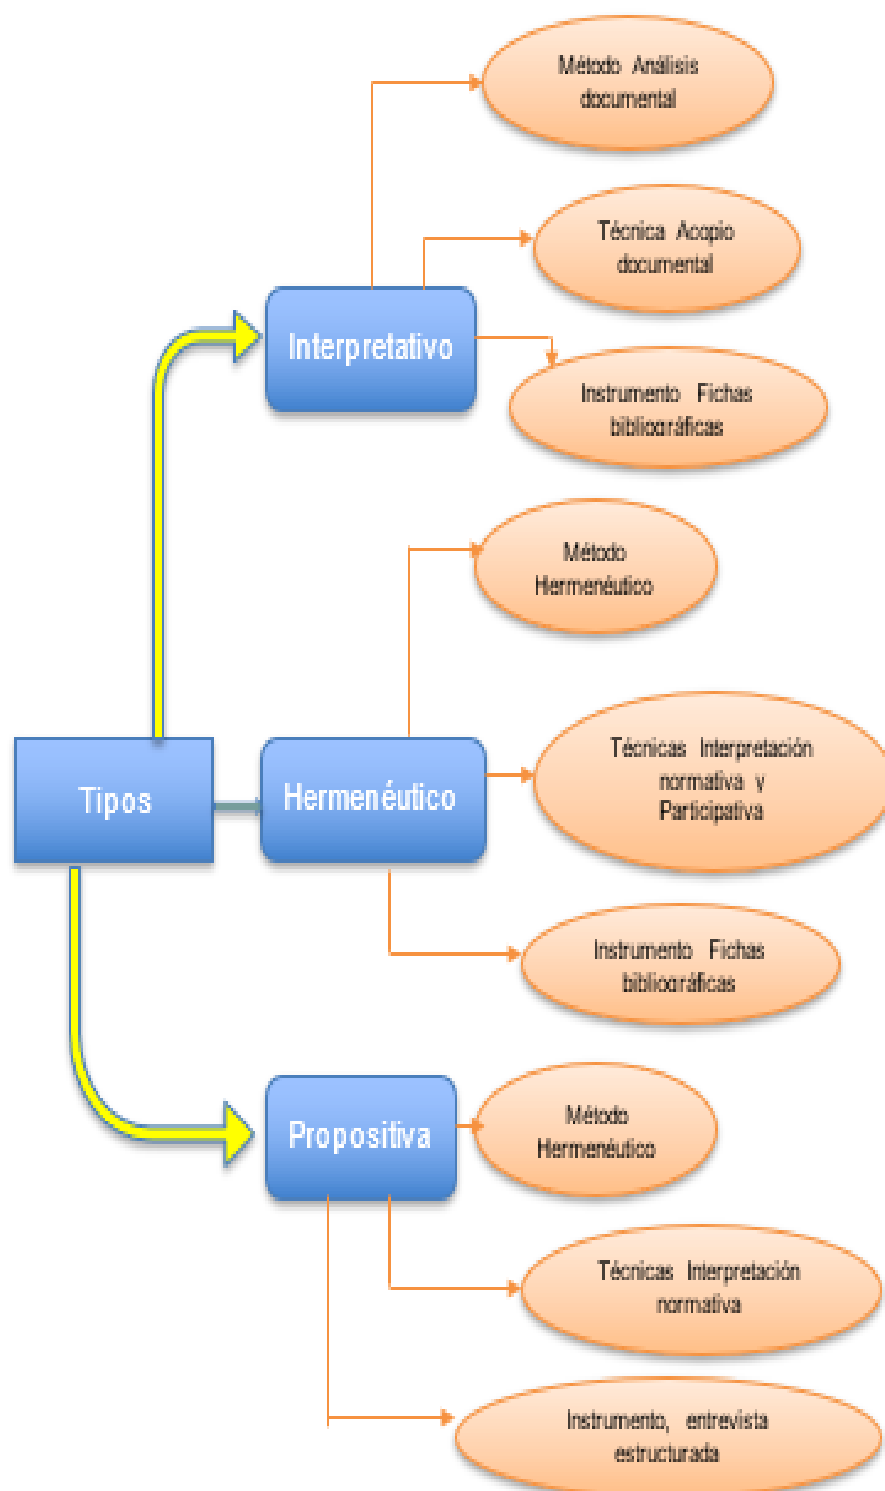 Método Análisis
documental
Técnica Acopio
documental
Interpretativo
Instrumento Fichas
bibliográficas
Método
Hermenéutico
Tipos
Hermenéutico
Técnicas Interpretación
normativa y
Participativa
Instrumento Fichas
bibliográficas
Propositiva
Método
Hermenéutico
Técnicas Interpretación
normativa
Instrumento, entrevista
estructurada